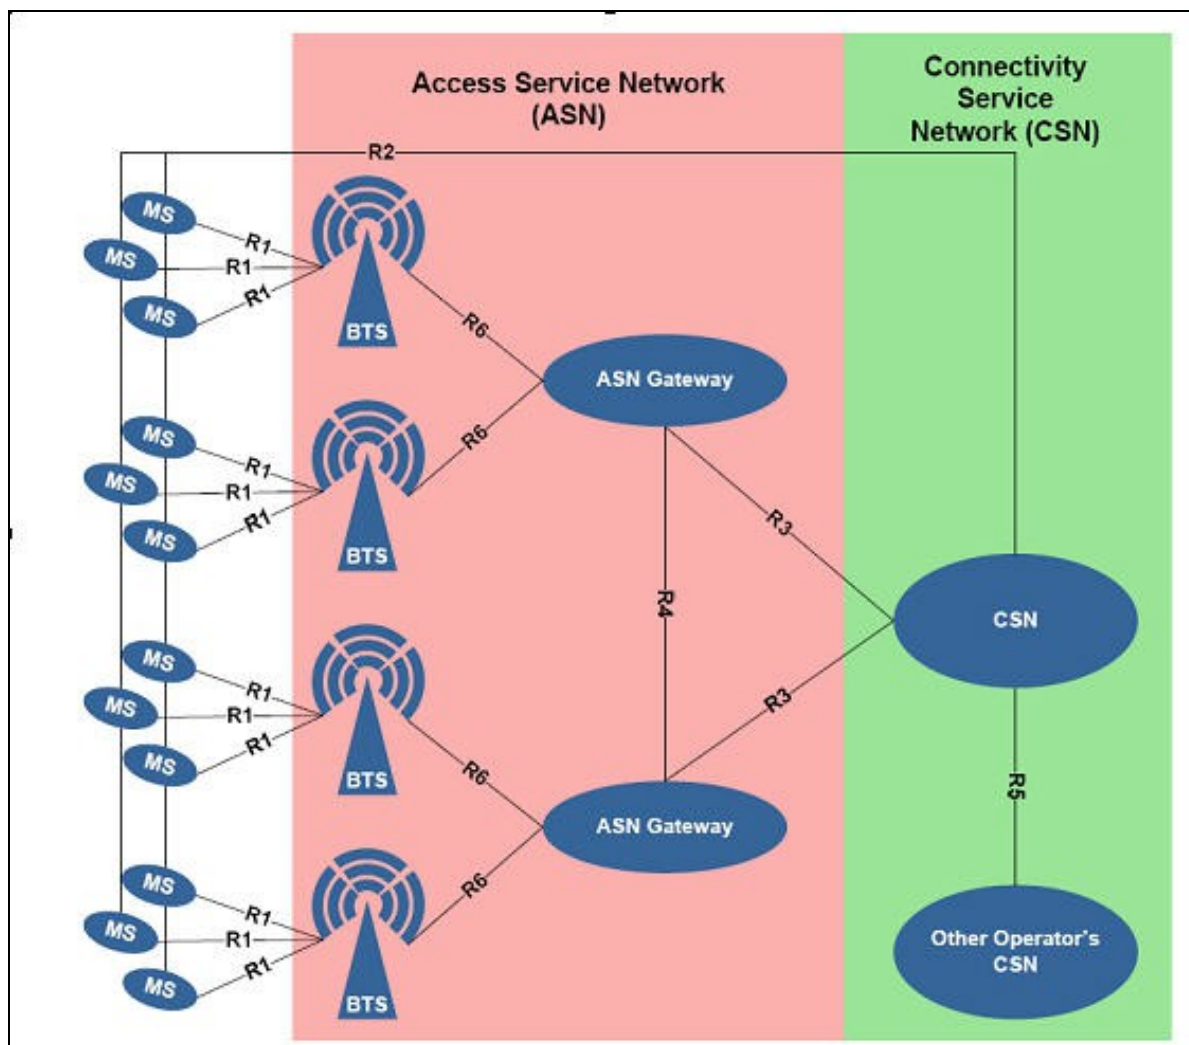 Access Service Network
(ASN)
Connectivity
Service
Network (CSN)
R2
MS
R1
MS
R1
MS
R1
BTS
R6
ASN Gateway
MS
R1
MS
R1
MS
R1
BTS
R6
R3
R4
CSN
MS
R1
MS
R1
MS
R1
BTS
R6
R3
ASN Gateway
R5
MS
R1
MS
R1
MS
R1
BTS
R6
Other Operator's
CSN